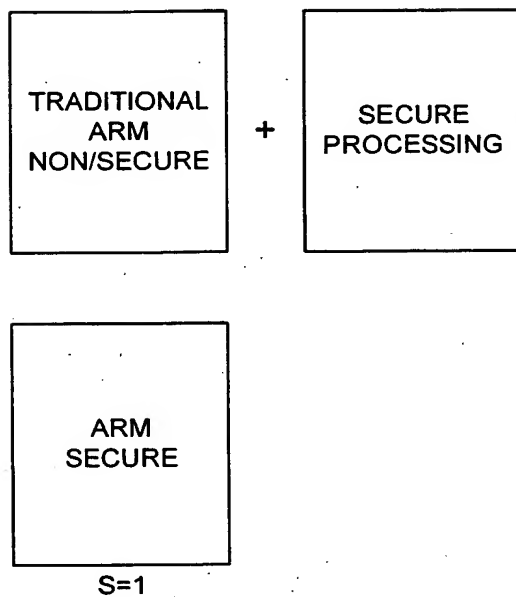 TRADITIONAL
ARM
NON/SECURE
+
SECURE
PROCESSING
ARM
SECURE
S=1